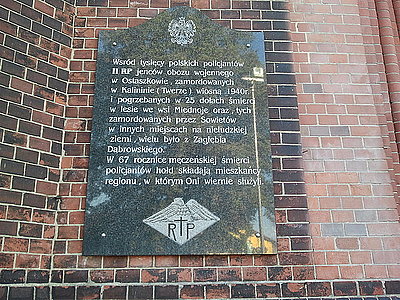 Wśród tysięcy polskich policjantów
II RP jeńców obozu wojennego
w Ostaszkowie, zamordowanych
w Kalininie (Twerze) wiosną 1940r.
i pogrzebanych w 25 dołach śmierci
w lesie we wsi Miednoje oraz, tych
zamordowanych przez Sowietów
w innych miejscach na nieludzkiej
ziemi, wielu było z Zagłębia
Dąbrowskiego.
W 67 rocznicę męczeńskiej śmierci
policjantów hołd składają mieszkańcy
regionu, w którym Oni wiernie służyli.
RTP